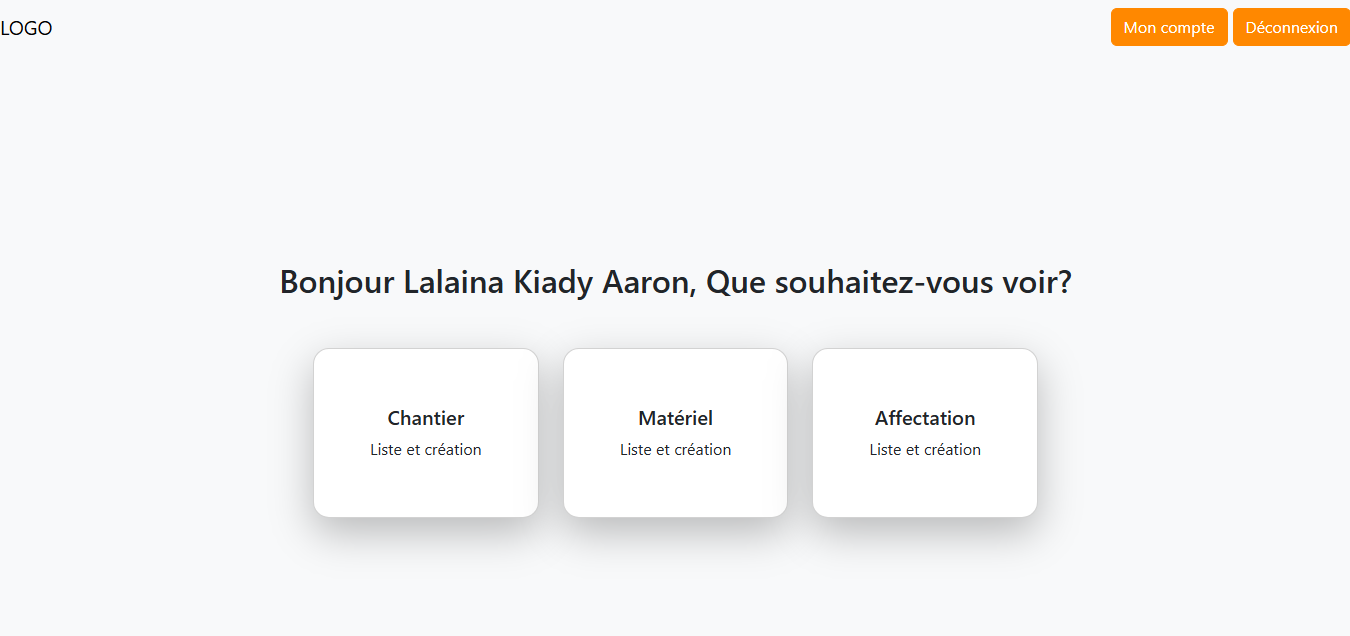 LOGO
Mon compte
Déconnexion
Bonjour Lalaina Kiady Aaron, Que souhaitez-vous voir?
Chantier
Liste et création
Matériel
Liste et création
Affectation
Liste et création